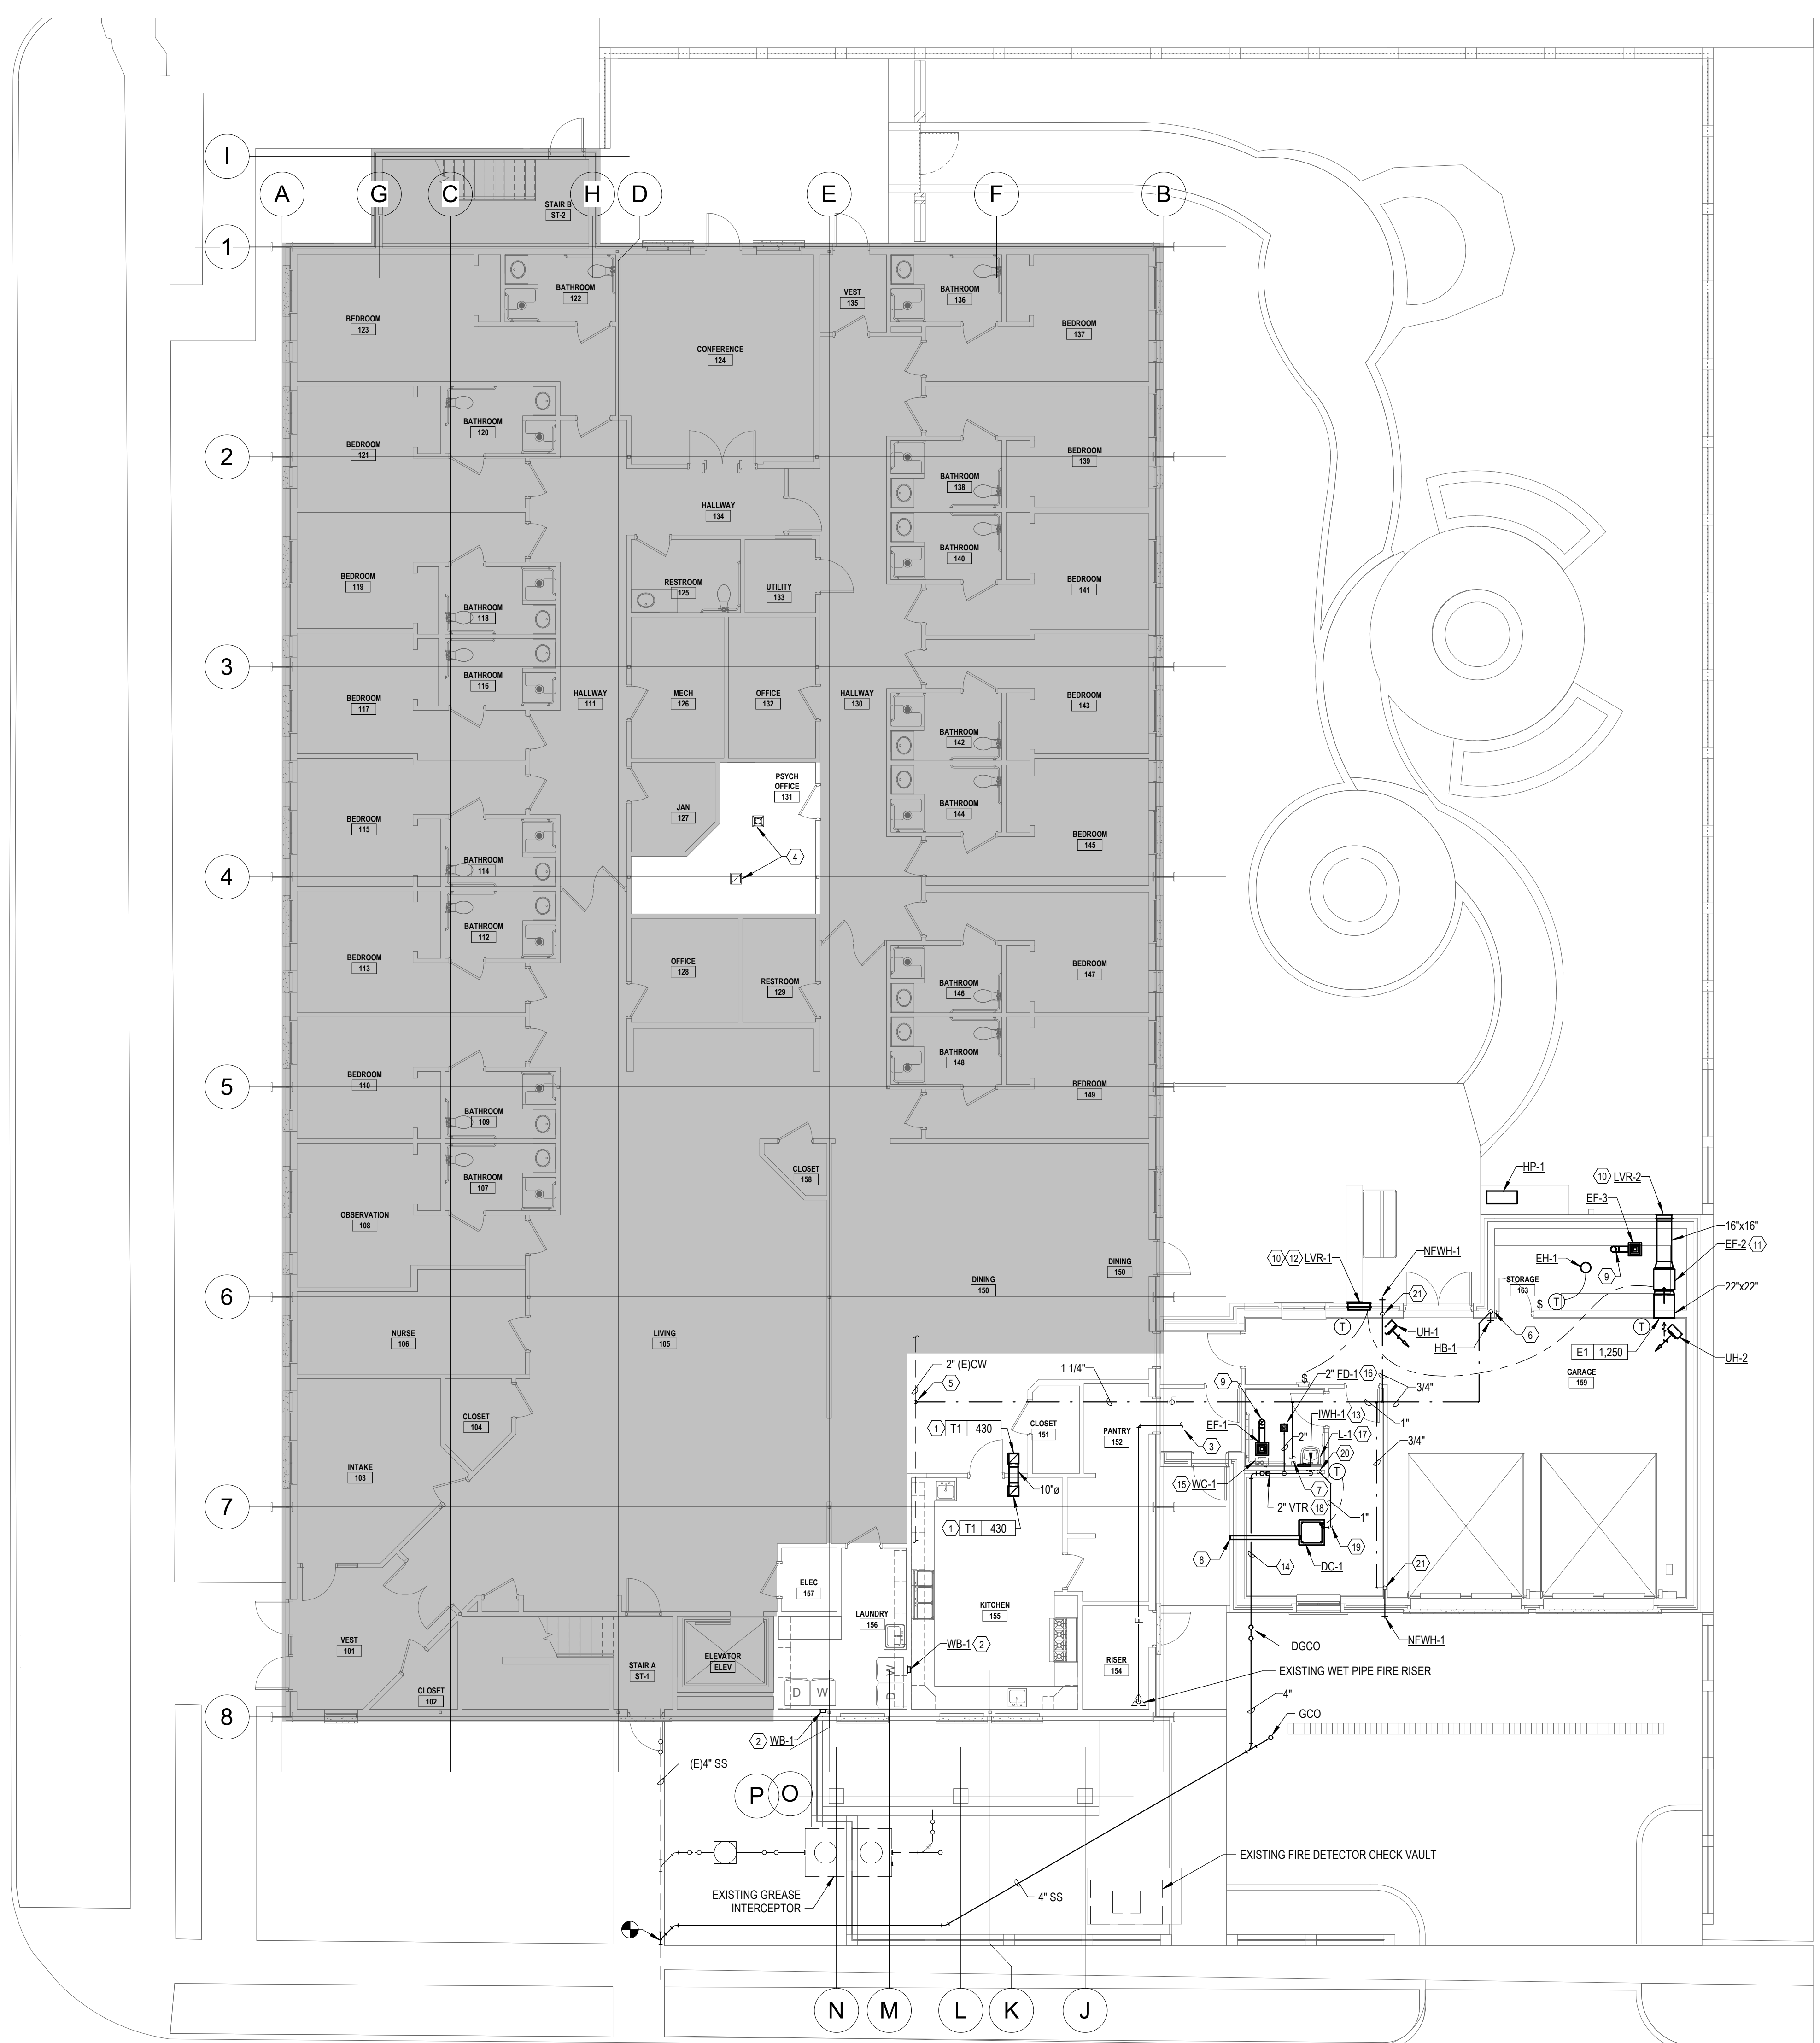 I
A
G
C
H
D
E
F
B
STAIR B
ST-2
1
BEDROOM
123
BATHROOM
122
CONFERENCE
124
VEST
135
BATHROOM
136
BEDROOM
137
2
BEDROOM
121
BATHROOM
120
HALLWAY
134
BATHROOM
138
BEDROOM
139
BEDROOM
119
BATHROOM
118
RESTROOM
125
UTILITY
133
BATHROOM
140
BEDROOM
141
3
BEDROOM
117
BATHROOM
116
HALLWAY
111
MECH
126
OFFICE
132
HALLWAY
130
BATHROOM
142
BEDROOM
143
BEDROOM
115
BATHROOM
114
JAN
127
PSYCH
OFFICE
131
4
BATHROOM
144
BEDROOM
145
4
BEDROOM
113
BATHROOM
112
OFFICE
128
RESTROOM
129
BATHROOM
146
BEDROOM
147
5
BEDROOM
110
BATHROOM
109
BATHROOM
148
BEDROOM
149
OBSERVATION
108
BATHROOM
107
CLOSET
158
DINING
150
DINING
150
6
NURSE
106
LIVING
105
CLOSET
104
INTAKE
103
7
VEST
101
CLOSET
102
STAIR A
ST-1
ELEVATOR
ELEV
8
HP-1
10 LVR-2
EF-3
16"x16"
EF-2 11
EH-1
9
22"x22"
STORAGE
163
$
T
10 12 LVR-1
NFWH-1
21
T
UH-1
HB-1
6
T
E1 1,250
UH-2
GARAGE
159
2" (E)CW
5
1 1/4"
$
2" FD-1 16
3/4"
9
1"
EF-1
IWH-1 13
2"
L-1 17
3/4"
20
T
15 WC-1
7
2" VTR 18
1"
19
8
14
DC-1
21
NFWH-1
1 T1 430
CLOSET
151
PANTRY
152
3
10"ø
1 T1 430
ELEC
157
LAUNDRY
156
KITCHEN
155
WB-1 2
RISER
154
F
D
W
W
D
2 WB-1
DGCO
EXISTING WET PIPE FIRE RISER
4"
GCO
(E)4" SS
P
O
EXISTING GREASE
INTERCEPTOR
4" SS
EXISTING FIRE DETECTOR CHECK VAULT
N
M
L
K
J